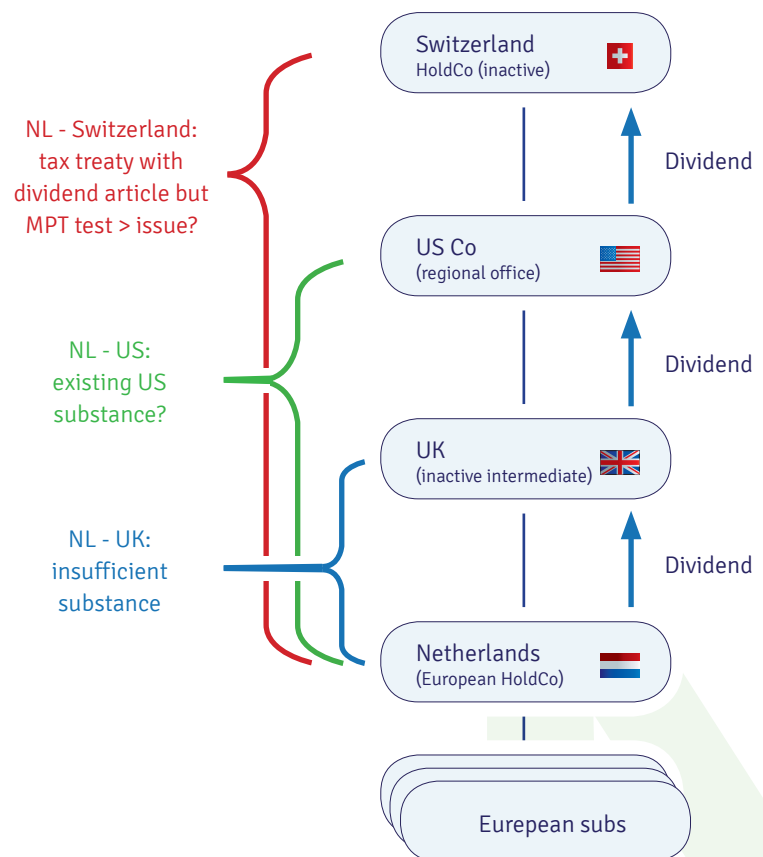 Switzerland
HoldCo (inactive)
NL - Switzerland:
tax treaty with
dividend article but
MPT test > issue?
Dividend
US Co
(regional office)
NL - US:
existing US
substance?
Dividend
UK
(inactive intermediate)
NL - UK:
insufficient
substance
Dividend
Netherlands
(European HoldCo)
Eurepean subs